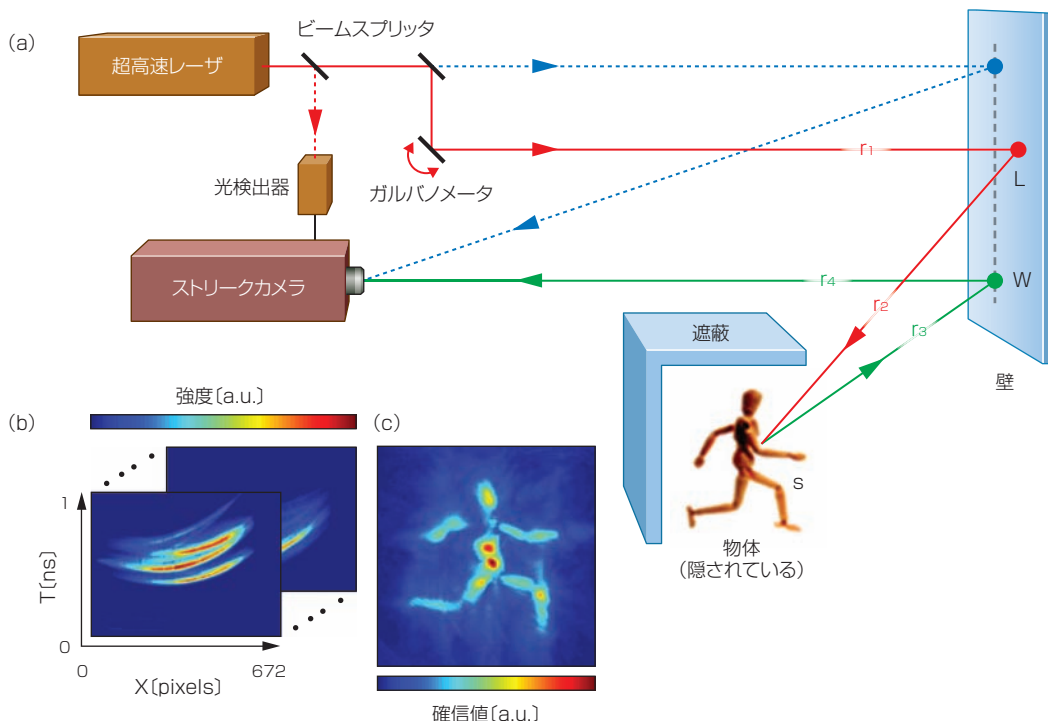 (a)
超高速レーザ
ビームスプリッタ
光検出器
ガルバノメータ
ストリークカメラ
r1
L
r4
W
r2
r3
遮蔽
壁
s
物体
(隠されている)
(b)
強度〔a.u.〕
1
T〔ns〕
0
0
672
X〔pixels〕
(c)
確信値〔a.u.〕